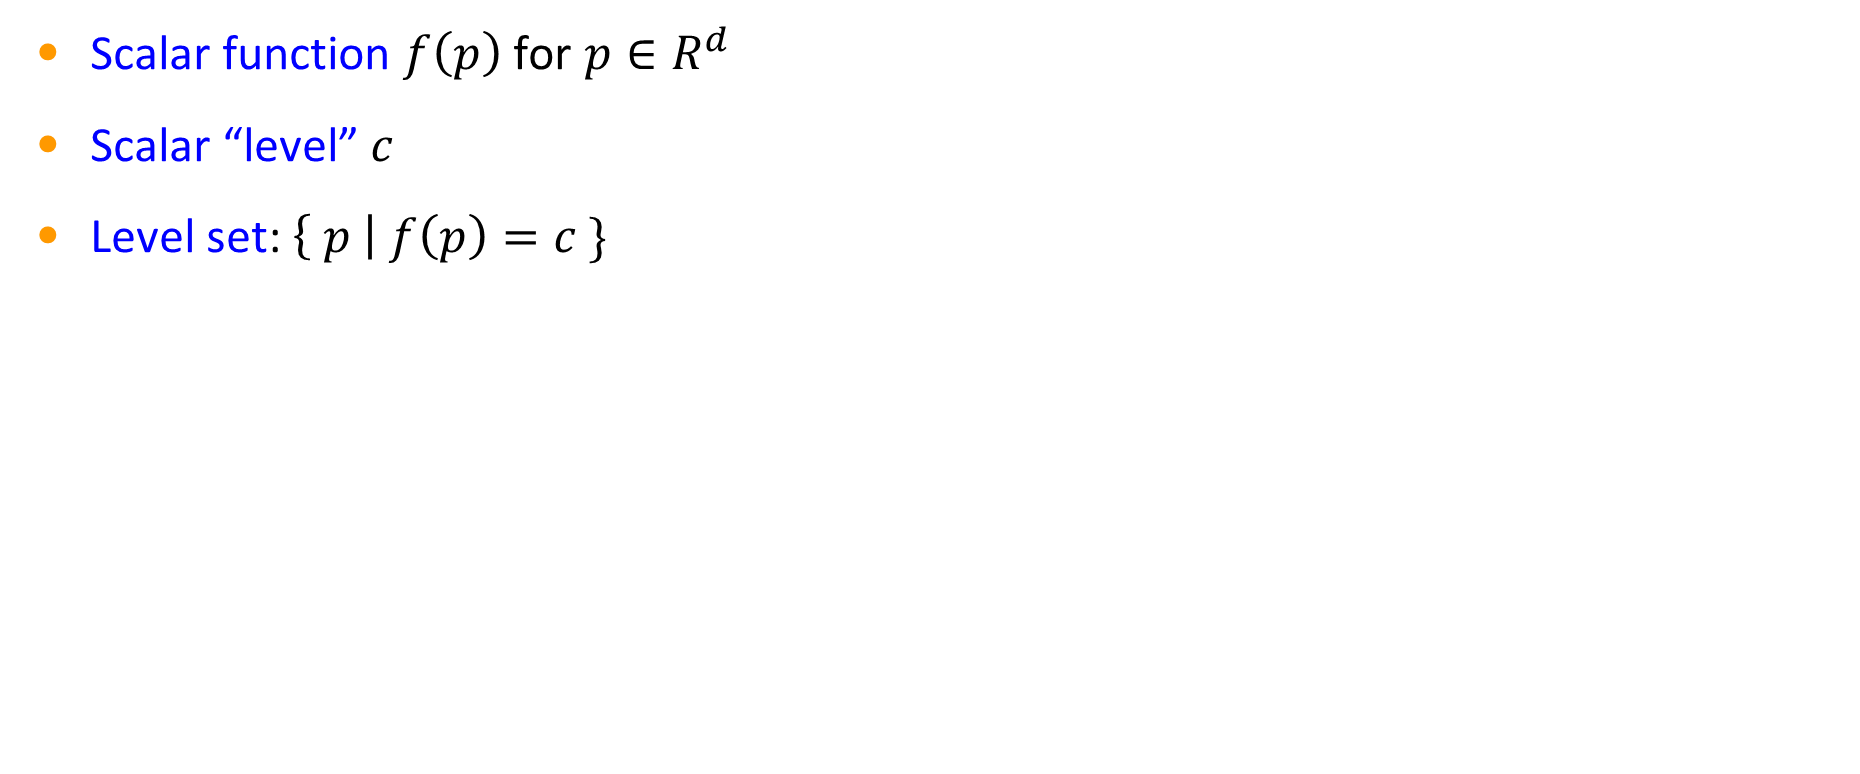 • Scalar function f(p) for p ∈ R^d
• Scalar “level” c
• Level set: { p | f(p) = c }